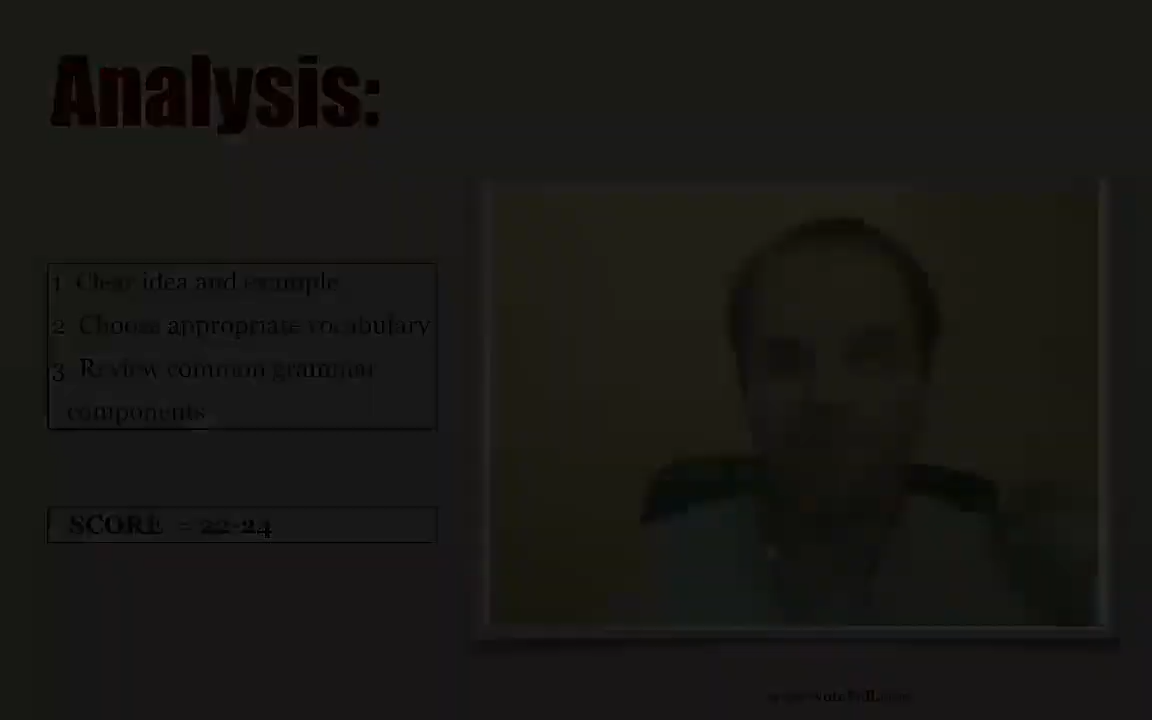 Analysis:
1 Clear idea and example
2 Choose appropriate vocabulary
3 Review common grammar
components
SCORE = 22-24